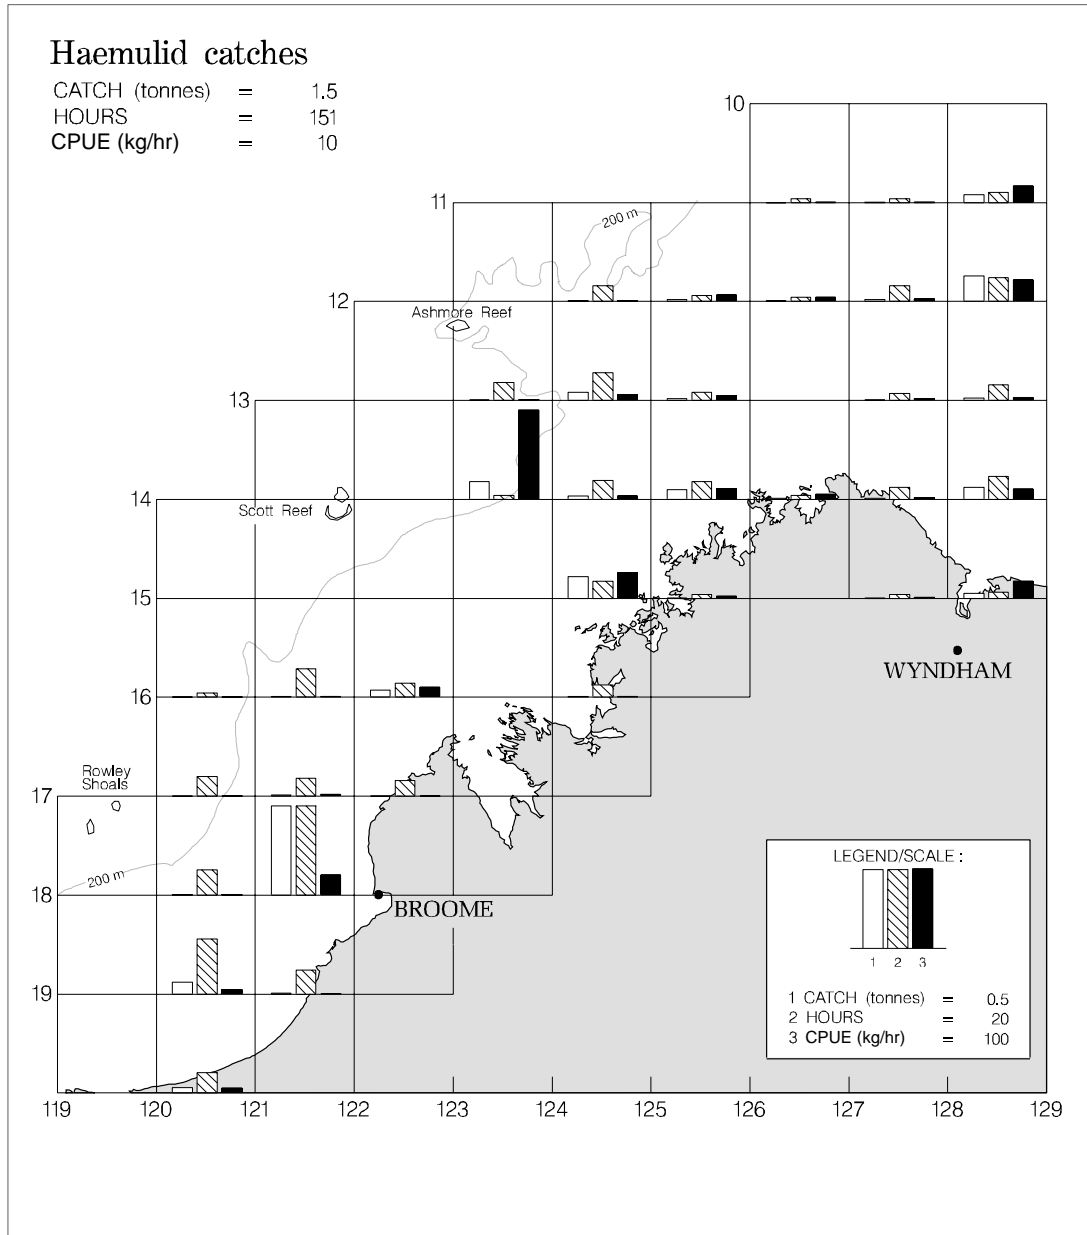 Haemulid catches
CATCH (tonnes) = 1.5
HOURS = 151
CPUE (kg/hr) = 10
10
11
200 m
12
Ashmore Reef
13
14
Scott Reef
15
WYNDHAM
16
Rowley
Shoals
17
200 m
18
BROOME
19
LEGEND/SCALE :
1 2 3
1 CATCH (tonnes) = 0.5
2 HOURS = 20
3 CPUE (kg/hr) = 100
119 120 121 122 123 124 125 126 127 128 129